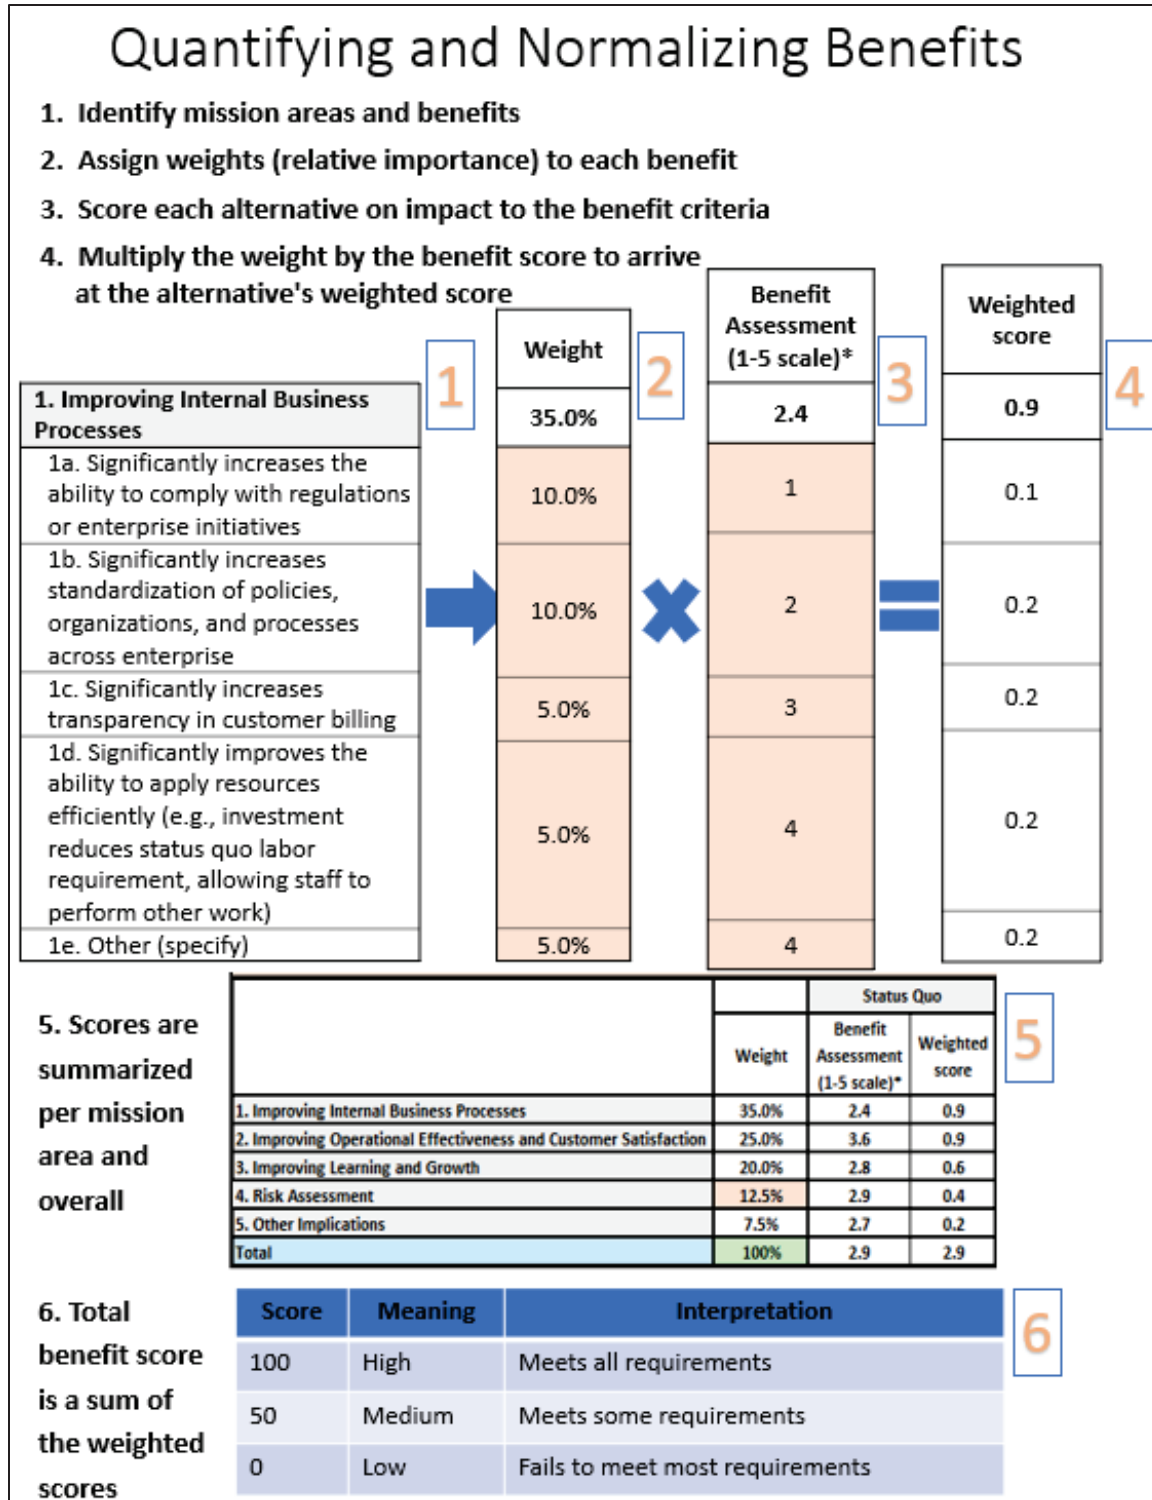 Quantifying and Normalizing Benefits
1. Identify mission areas and benefits
2. Assign weights (relative importance) to each benefit
3. Score each alternative on impact to the benefit criteria
4. Multiply the weight by the benefit score to arrive
at the alternative's weighted score
1
Weight
2
Benefit
Assessment
(1-5 scale)*
3
Weighted
score
4
1. Improving Internal Business
Processes
35.0%
2.4
0.9
1a. Significantly increases the
ability to comply with regulations
or enterprise initiatives
10.0%
1
0.1
1b. Significantly increases
standardization of policies,
organizations, and processes
across enterprise
10.0%
2
0.2
1c. Significantly increases
transparency in customer billing
5.0%
3
0.2
1d. Significantly improves the
ability to apply resources
efficiently (e.g., investment
reduces status quo labor
requirement, allowing staff to
perform other work)
5.0%
4
0.2
1e. Other (specify)
5.0%
4
0.2
5. Scores are
summarized
per mission
area and
overall
Status Quo
Weight
Benefit
Assessment
(1-5 scale)*
Weighted
score
5
1. Improving Internal Business Processes 35.0% 2.4 0.9
2. Improving Operational Effectiveness and Customer Satisfaction 25.0% 3.6 0.9
3. Improving Learning and Growth 20.0% 2.8 0.6
4. Risk Assessment 12.5% 2.9 0.4
5. Other Implications 7.5% 2.7 0.2
Total 100% 2.9 2.9
6. Total
benefit score
is a sum of
the weighted
scores
Score Meaning Interpretation
6
100 High Meets all requirements
50 Medium Meets some requirements
0 Low Fails to meet most requirements